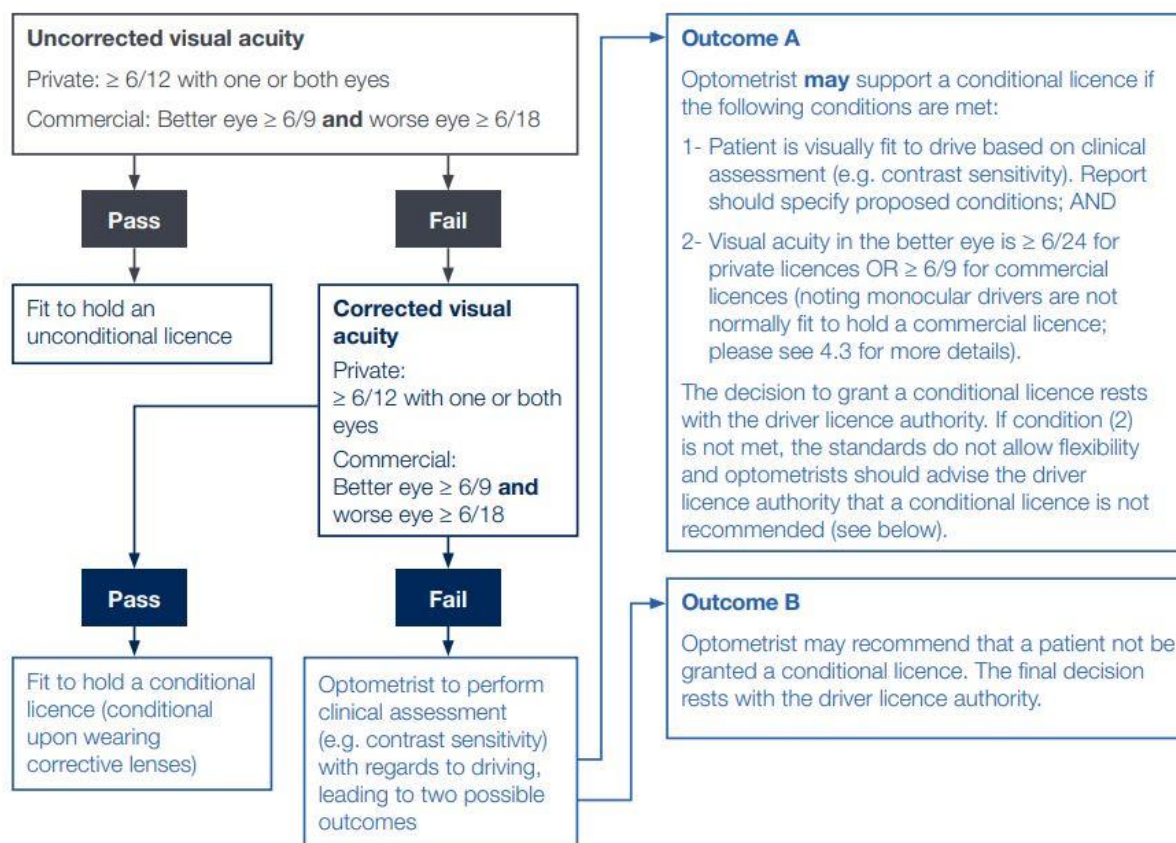 Uncorrected visual acuity
Private: ≥ 6/12 with one or both eyes
Commercial: Better eye ≥ 6/9 and worse eye ≥ 6/18
Pass
Fail
Fit to hold an
unconditional licence
Corrected visual
acuity
Private:
≥ 6/12 with one or both
eyes
Commercial:
Better eye ≥ 6/9 and
worse eye ≥ 6/18
Pass
Fail
Fit to hold a conditional
licence (conditional
upon wearing
corrective lenses)
Optometrist to perform
clinical assessment
(e.g. contrast sensitivity)
with regards to driving,
leading to two possible
outcomes
Outcome A
Optometrist may support a conditional licence if
the following conditions are met:
1- Patient is visually fit to drive based on clinical
assessment (e.g. contrast sensitivity). Report
should specify proposed conditions; AND
2- Visual acuity in the better eye is ≥ 6/24 for
private licences OR ≥ 6/9 for commercial
licences (noting monocular drivers are not
normally fit to hold a commercial licence;
please see 4.3 for more details).
The decision to grant a conditional licence rests
with the driver licence authority. If condition (2)
is not met, the standards do not allow flexibility
and optometrists should advise the driver
licence authority that a conditional licence is not
recommended (see below).
Outcome B
Optometrist may recommend that a patient not be
granted a conditional licence. The final decision
rests with the driver licence authority.